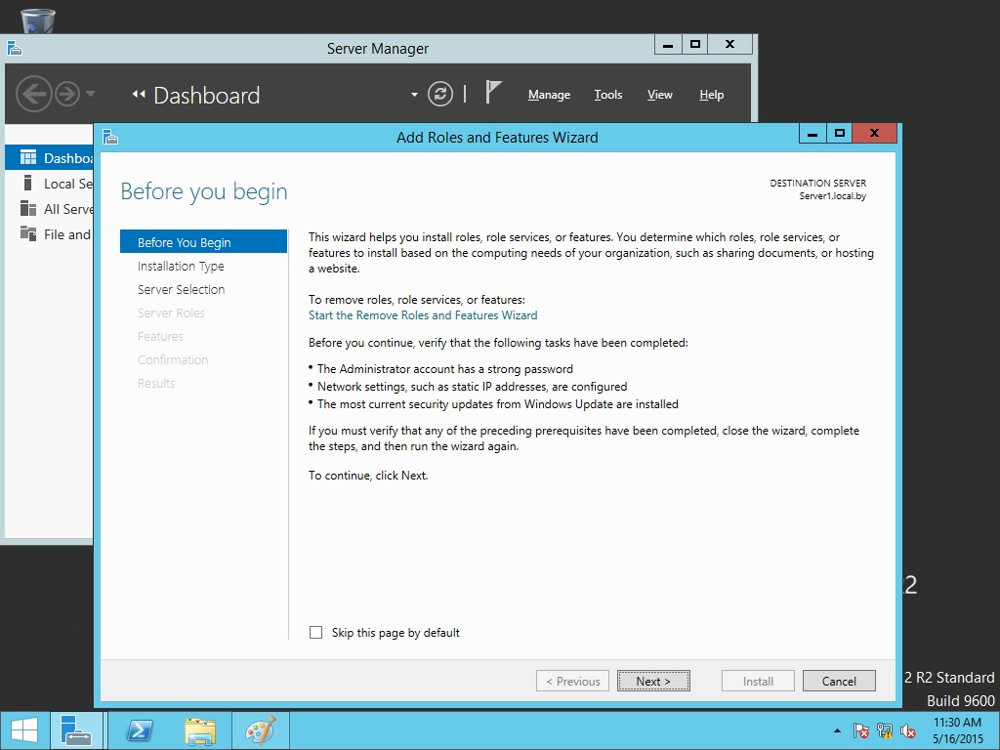 Server Manager
Dashboard
Manage Tools View Help
Dashboa
Local Se
All Serve
File and
Add Roles and Features Wizard
Before you begin
DESTINATION SERVER
Server1.local.by
Before You Begin
Installation Type
Server Selection
Server Roles
Features
Confirmation
Results
This wizard helps you install roles, role services, or features. You determine which roles, role services, or
features to install based on the computing needs of your organization, such as sharing documents, or hosting
a website.
To remove roles, role services, or features:
Start the Remove Roles and Features Wizard
Before you continue, verify that the following tasks have been completed:
• The Administrator account has a strong password
• Network settings, such as static IP addresses, are configured
• The most current security updates from Windows Update are installed
If you must verify that any of the preceding prerequisites have been completed, close the wizard, complete
the steps, and then run the wizard again.
To continue, click Next.
Skip this page by default
< Previous Next > Install Cancel
2
2 R2 Standard
Build 9600
11:30 AM
5/16/2015